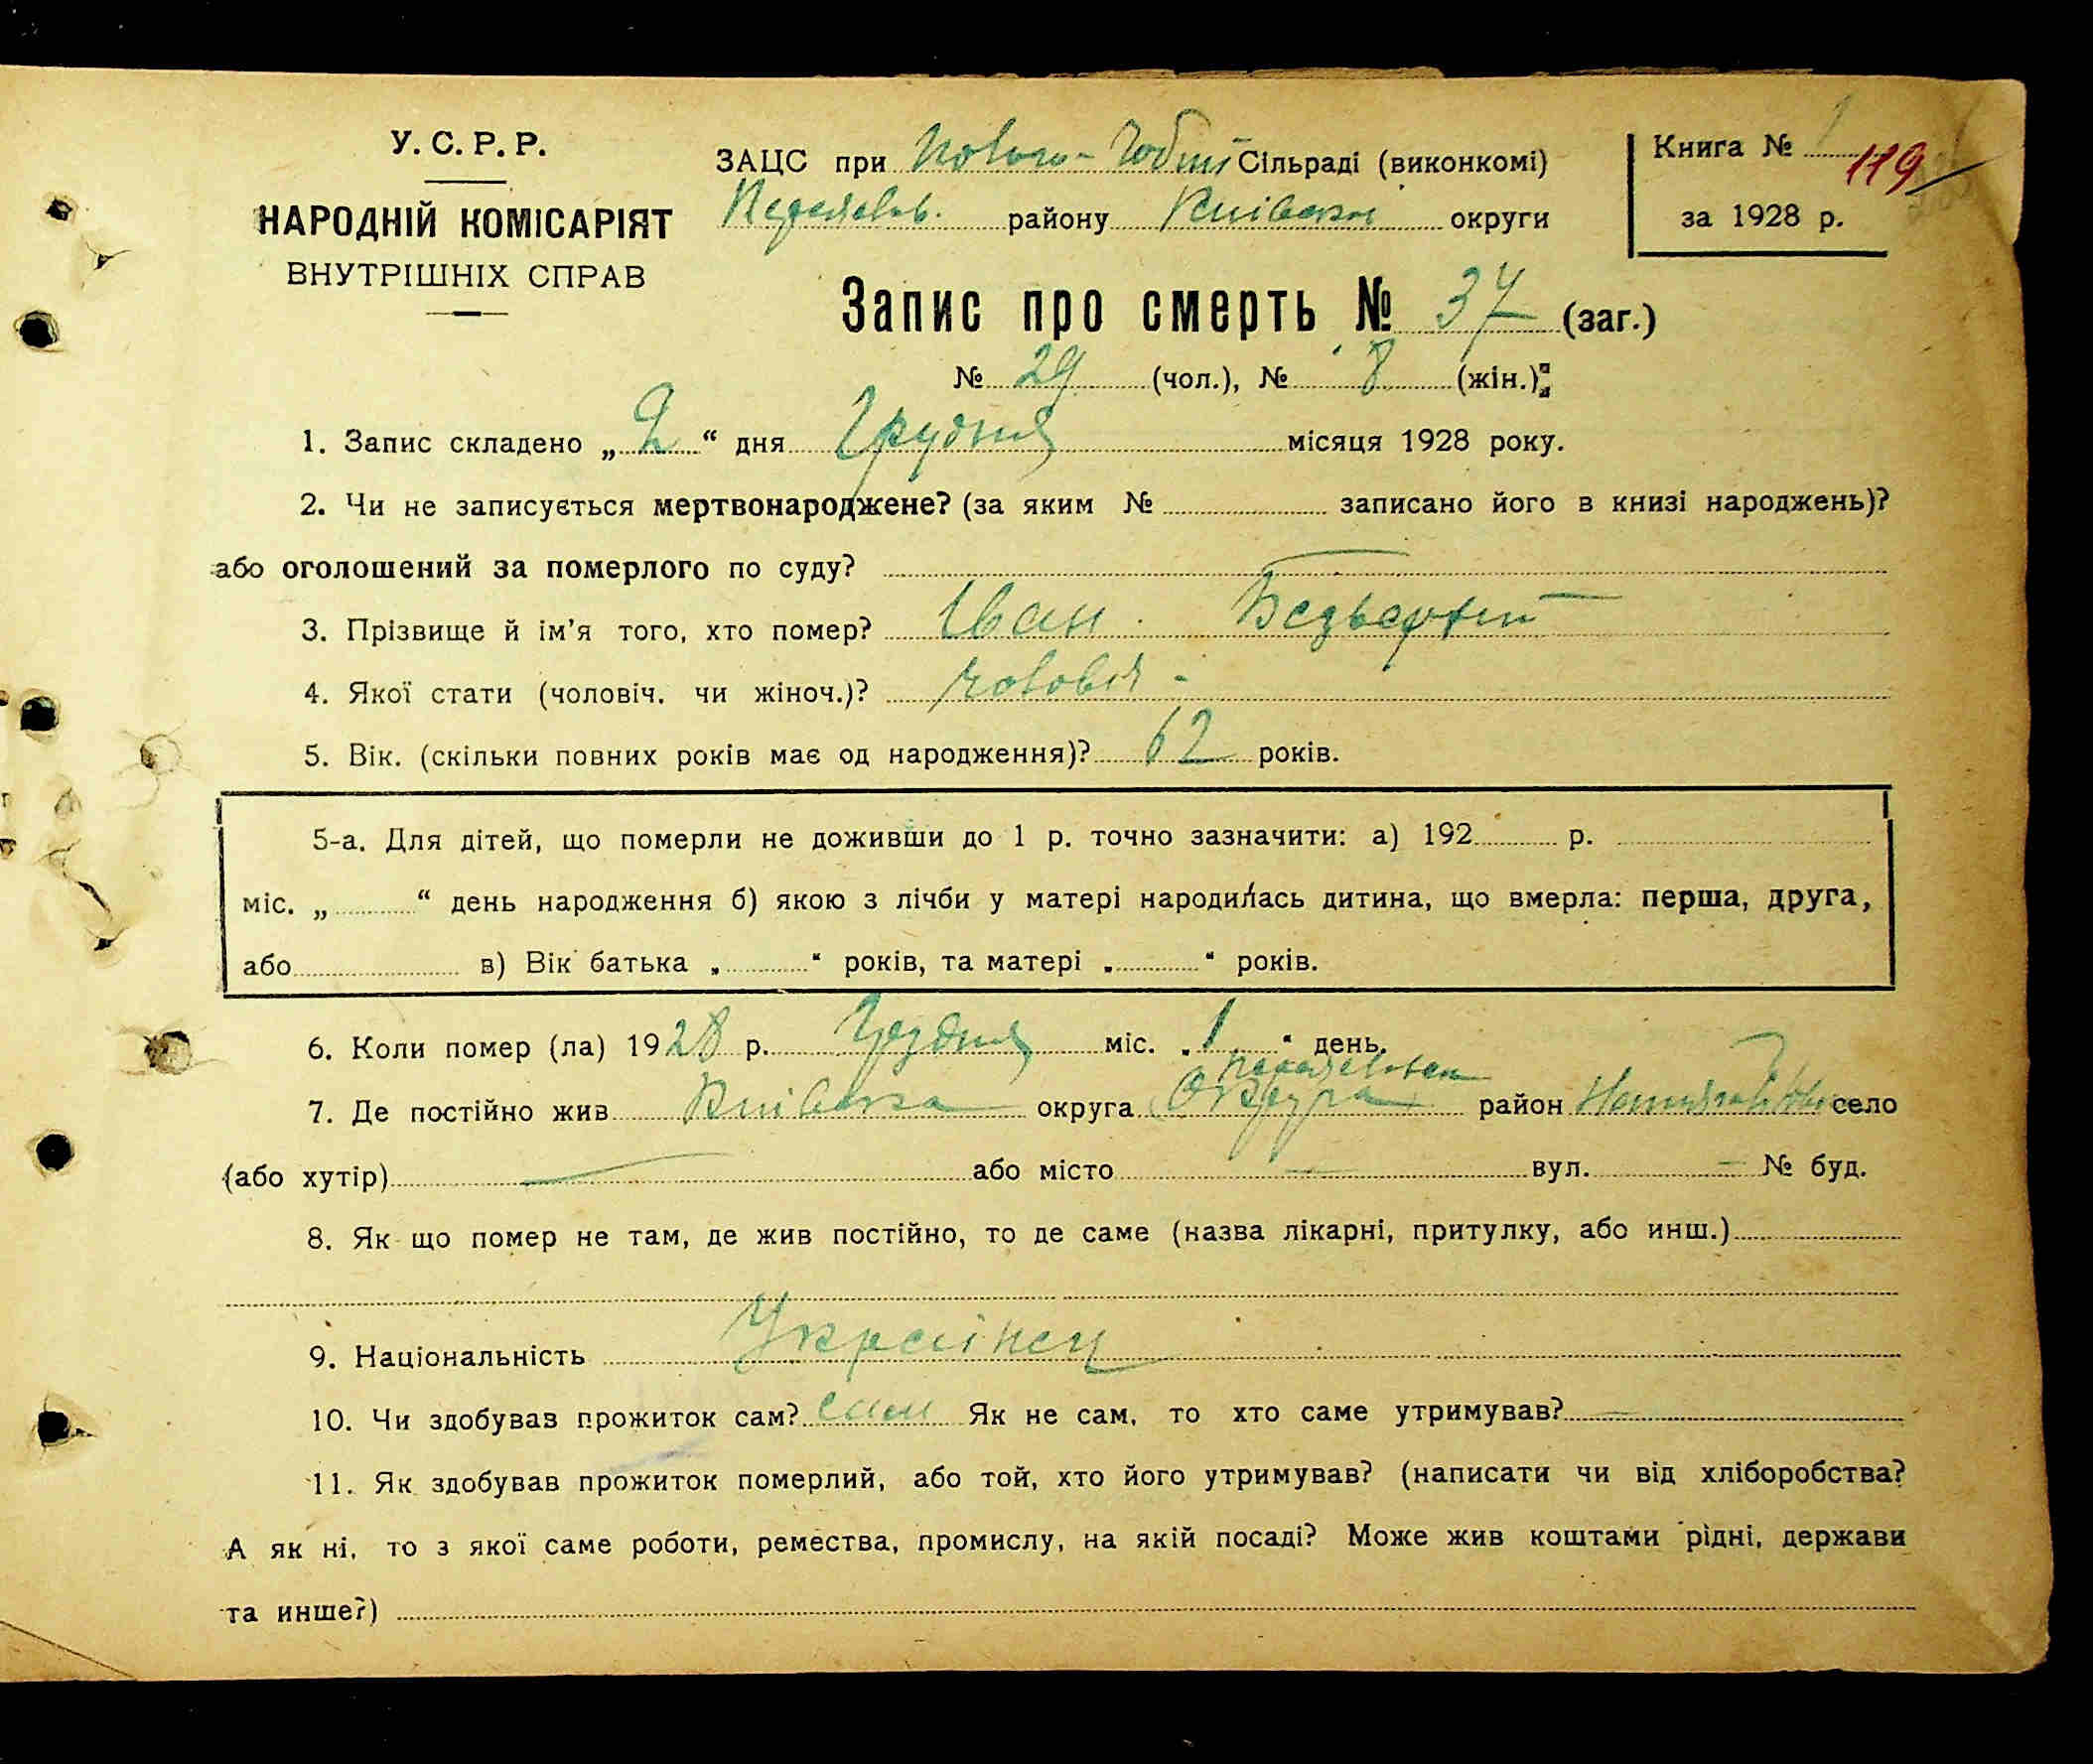 У. С. Р. Р.
НАРОДНІЙ КОМІСАРІЯТ
ВНУТРІШНІХ СПРАВ
ЗАЦС при Сільраді (виконкомі)
району Київської округи
Книга № 1
119
за 1928 р.
Запис про смерть № 37 (заг.)
№ 29 (чол.), № 8 (жін.);
1. Запис складено „2“ дня Грудня місяця 1928 року.
2. Чи не записується мертвонароджене? (за яким № записано його в книзі народжень)?
або оголошений за померлого по суду?
3. Прізвище й ім’я того, хто помер? Іван
4. Якої стати (чоловіч. чи жіноч.)?
5. Вік. (скільки повних років має од народження)? 62 років.
5-а. Для дітей, що померли не доживши до 1 р. точно зазначити: а) 192 р.
міс. „ “ день народження б) якою з лічби у матері народилась дитина, що вмерла: перша, друга,
або в) Вік батька „ “ років, та матері „ “ років.
6. Коли помер (ла) 1928 р. Грудня міс. „1“ день.
7. Де постійно жив Київська округа район село
(або хутір) — або місто — вул. — № буд.
8. Як що помер не там, де жив постійно, то де саме (назва лікарні, притулку, або инш.)
9. Національність Українец
10. Чи здобував прожиток сам? сам Як не сам, то хто саме утримував? —
11. Як здобував прожиток померлий, або той, хто його утримував? (написати чи від хліборобства?
А як ні, то з якої саме роботи, ремества, промислу, на якій посаді? Може жив коштами рідні, держави
та инше?)